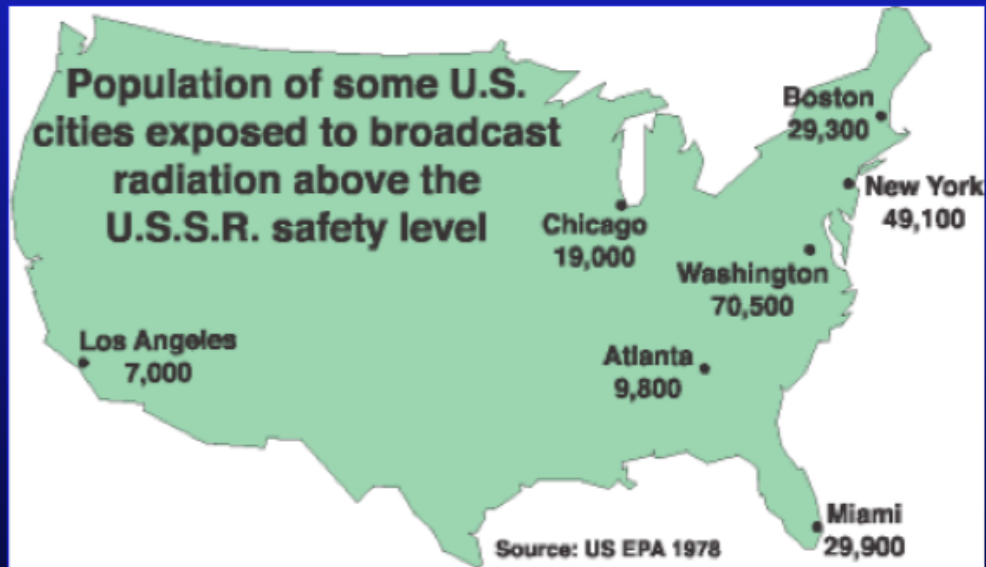 Population of some U.S.
cities exposed to broadcast
radiation above the
U.S.S.R. safety level
Boston
29,300
New York
49,100
Chicago
19,000
Washington
70,500
Los Angeles
7,000
Atlanta
9,800
Miami
29,900
Source: US EPA 1978